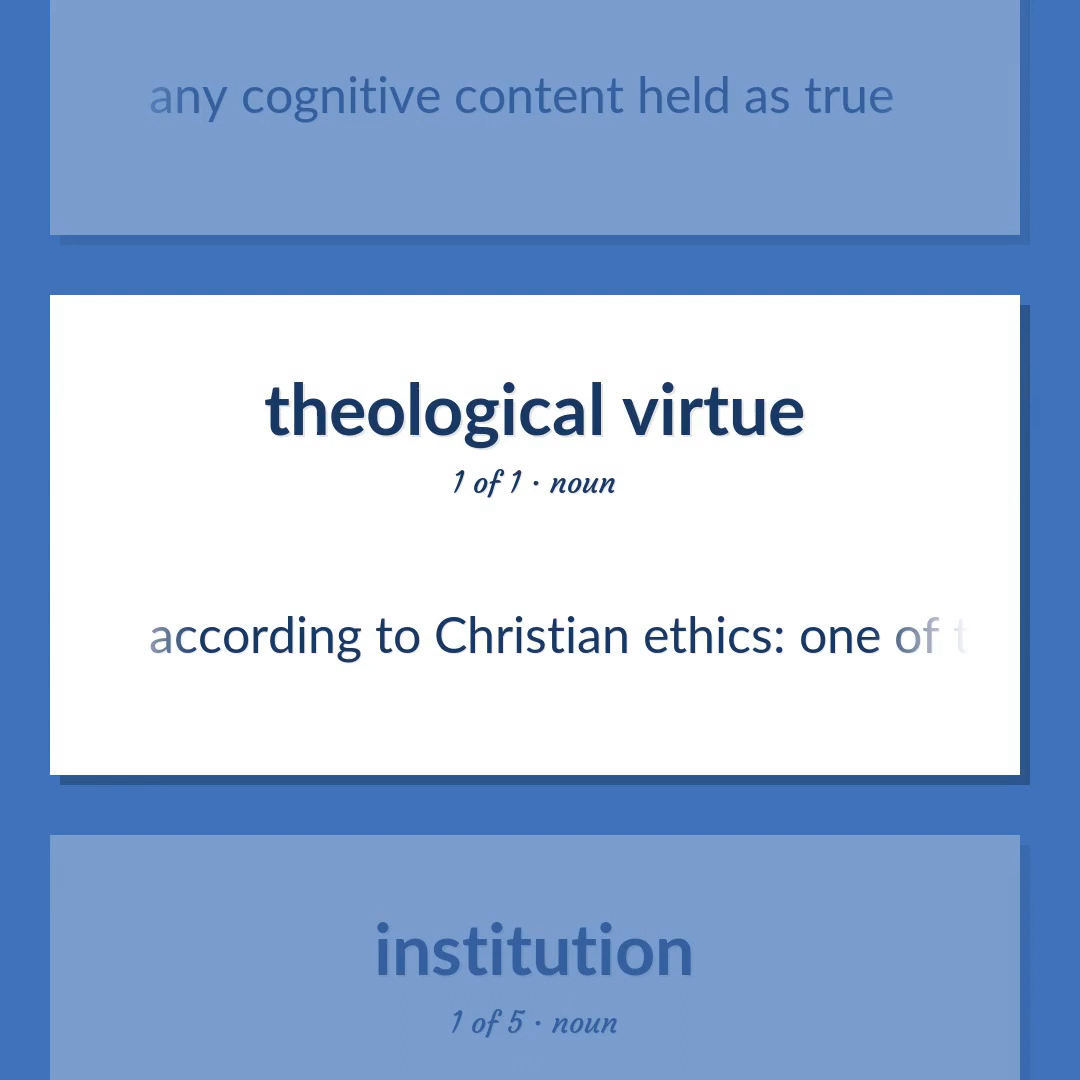 any cognitive content held as true
theological virtue
1 of 1 · noun
according to Christian ethics: one of
institution
1 of 5 · noun